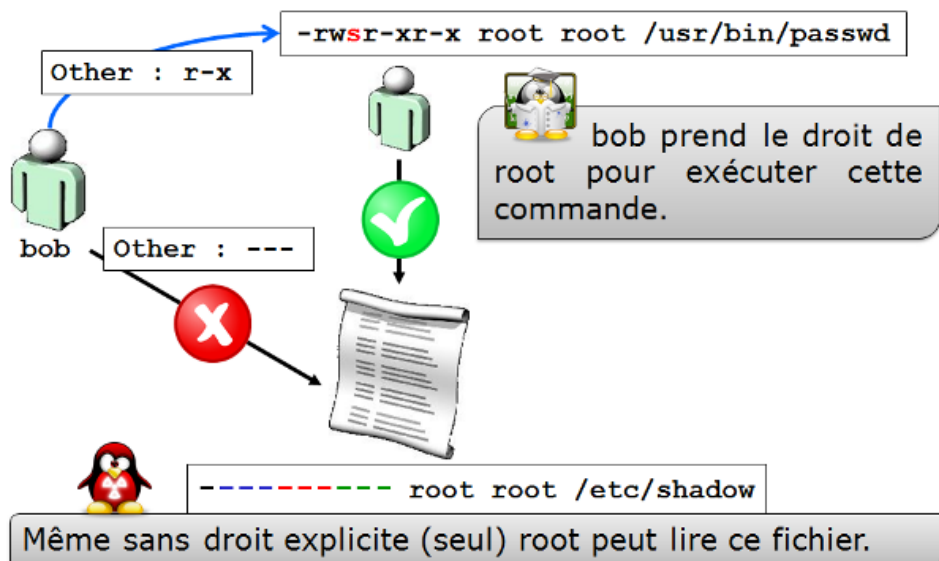 -rwsr-xr-x root root /usr/bin/passwd
Other : r-x
bob prend le droit de
root pour exécuter cette
commande.
bob
Other : ---
---------- root root /etc/shadow
Même sans droit explicite (seul) root peut lire ce fichier.